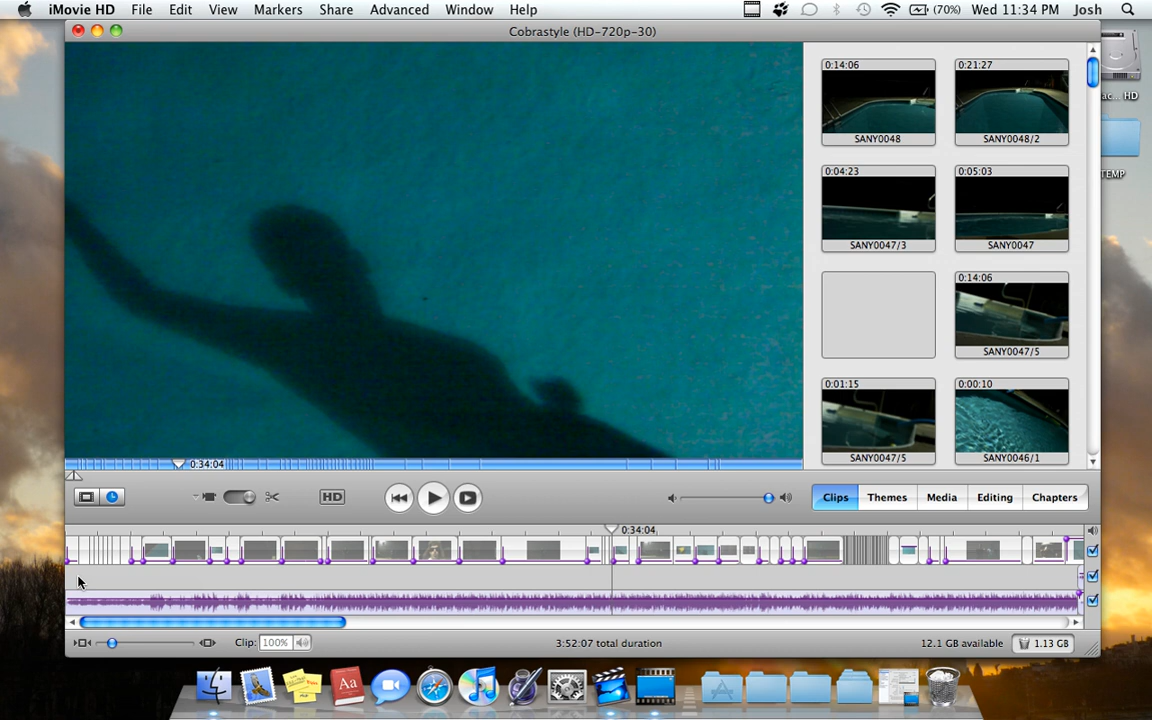 iMovie HD File Edit View Markers Share Advanced Window Help (70%) Wed 11:34 PM Josh
Cobrastyle (HD-720p-30)
0:14:06 0:21:27
SANY0048 SANY0048/2
ac... HD
0:04:23 0:05:03
TEMP
SANY0047/3 SANY0047
0:14:06
SANY0047/5
0:01:15 0:00:10
SANY0047/5 SANY0046/1
0:34:04
HD
Clips Themes Media Editing Chapters
0:34:04
Clip: 100% 3:52:07 total duration 12.1 GB available 1.13 GB
Aa